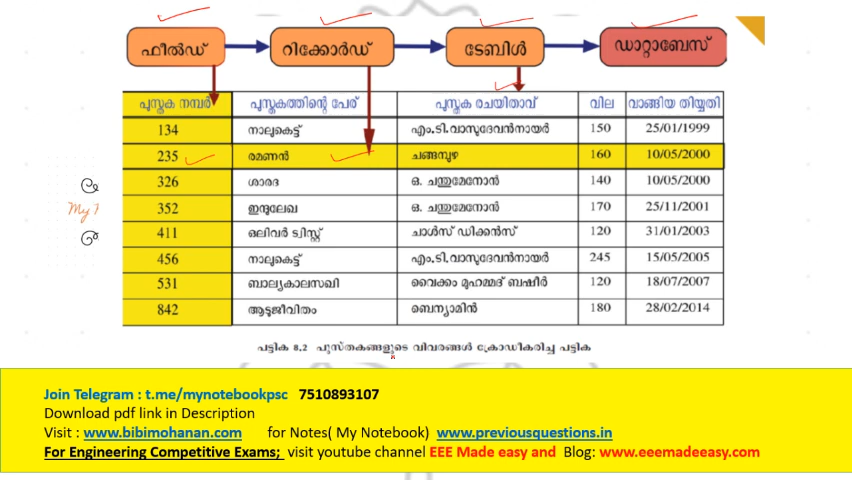 ഫീൽഡ് റിക്കോർഡ് ടേബിൾ ഡാറ്റാബേസ്
പുസ്തക നമ്പർ പുസ്തകത്തിന്റെ പേര് പുസ്തക രചയിതാവ് വില വാങ്ങിയ തിയ്യതി
134 നാലുകെട്ട് എം.ടി.വാസുദേവൻനായർ 150 25/01/1999
235 രമണൻ ചങ്ങമ്പുഴ 160 10/05/2000
326 ശാരദ ഒ. ചന്തുമേനോൻ 140 10/05/2000
352 ഇന്ദുലേഖ ഒ. ചന്തുമേനോൻ 170 25/11/2001
411 ഒലിവർ ട്വിസ്റ്റ് ചാൾസ് ഡിക്കൻസ് 120 31/01/2003
456 നാലുകെട്ട് എം.ടി.വാസുദേവൻനായർ 245 15/05/2005
531 ബാല്യകാലസഖി വൈക്കം മുഹമ്മദ് ബഷീർ 120 18/07/2007
842 ആടുജീവിതം ബെന്യാമിൻ 180 28/02/2014
My
പട്ടിക 8.2 പുസ്തകങ്ങളുടെ വിവരങ്ങൾ ക്രോഡീകരിച്ച പട്ടിക
Join Telegram : t.me/mynotebookpsc 7510893107
Download pdf link in Description
Visit : www.bibimohanan.com for Notes( My Notebook) www.previousquestions.in
For Engineering Competitive Exams; visit youtube channel EEE Made easy and Blog: www.eeemadeeasy.com